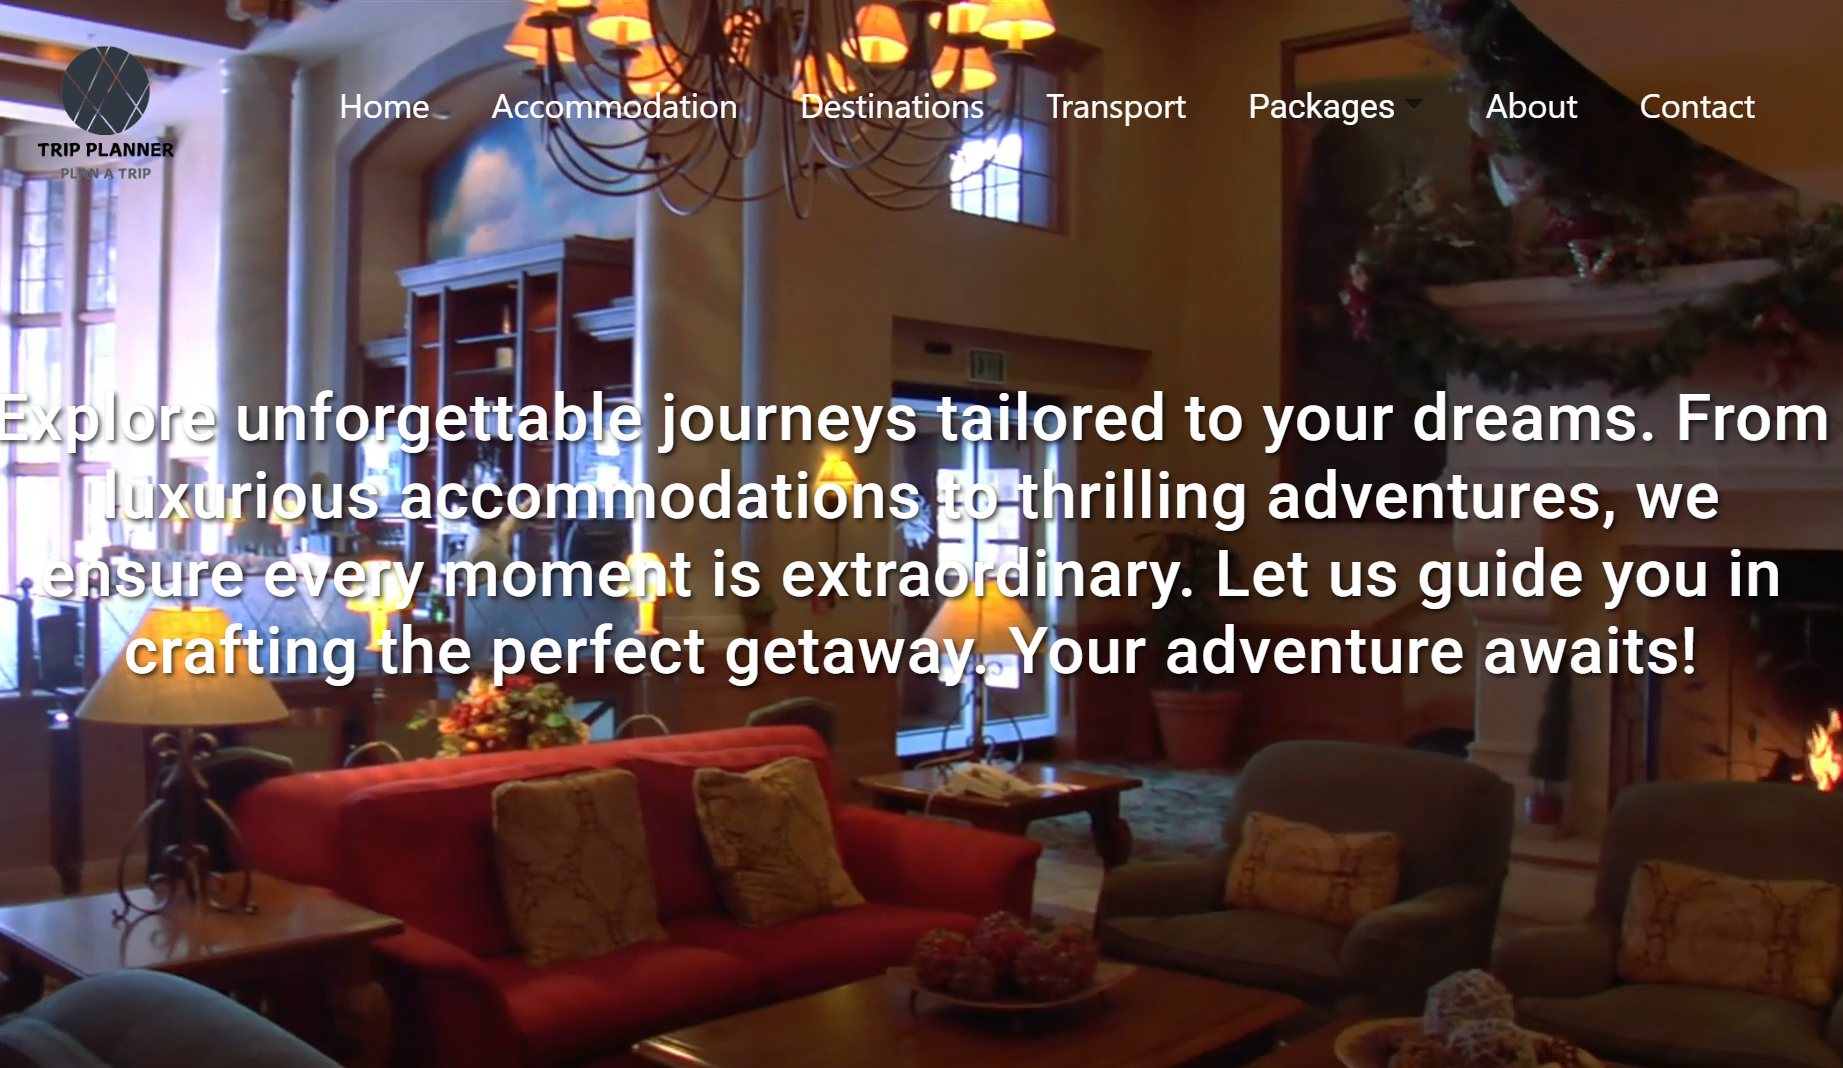 TRIP PLANNER
PLAN A TRIP
Home Accommodation Destinations Transport Packages About Contact
Explore unforgettable journeys tailored to your dreams. From
luxurious accommodations to thrilling adventures, we
ensure every moment is extraordinary. Let us guide you in
crafting the perfect getaway. Your adventure awaits!
EXIT